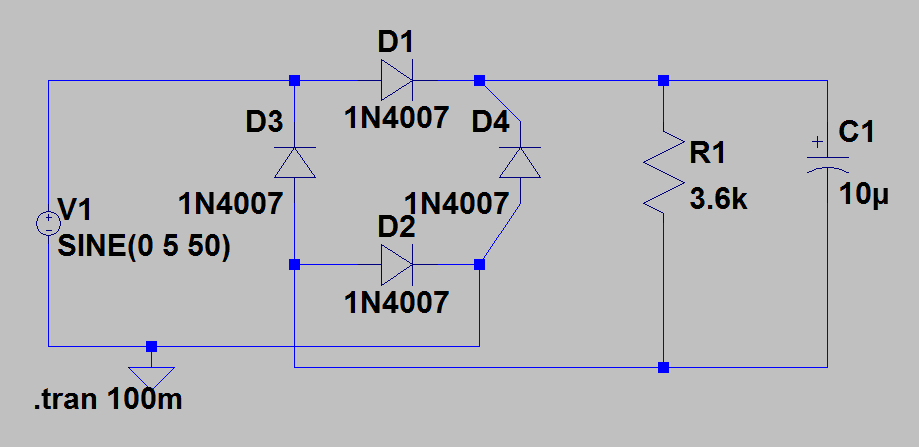 D1
1N4007
D3
1N4007
D4
1N4007
D2
1N4007
R1
3.6k
+
C1
10µ
V1
+
-
SINE(0 5 50)
.tran 100m